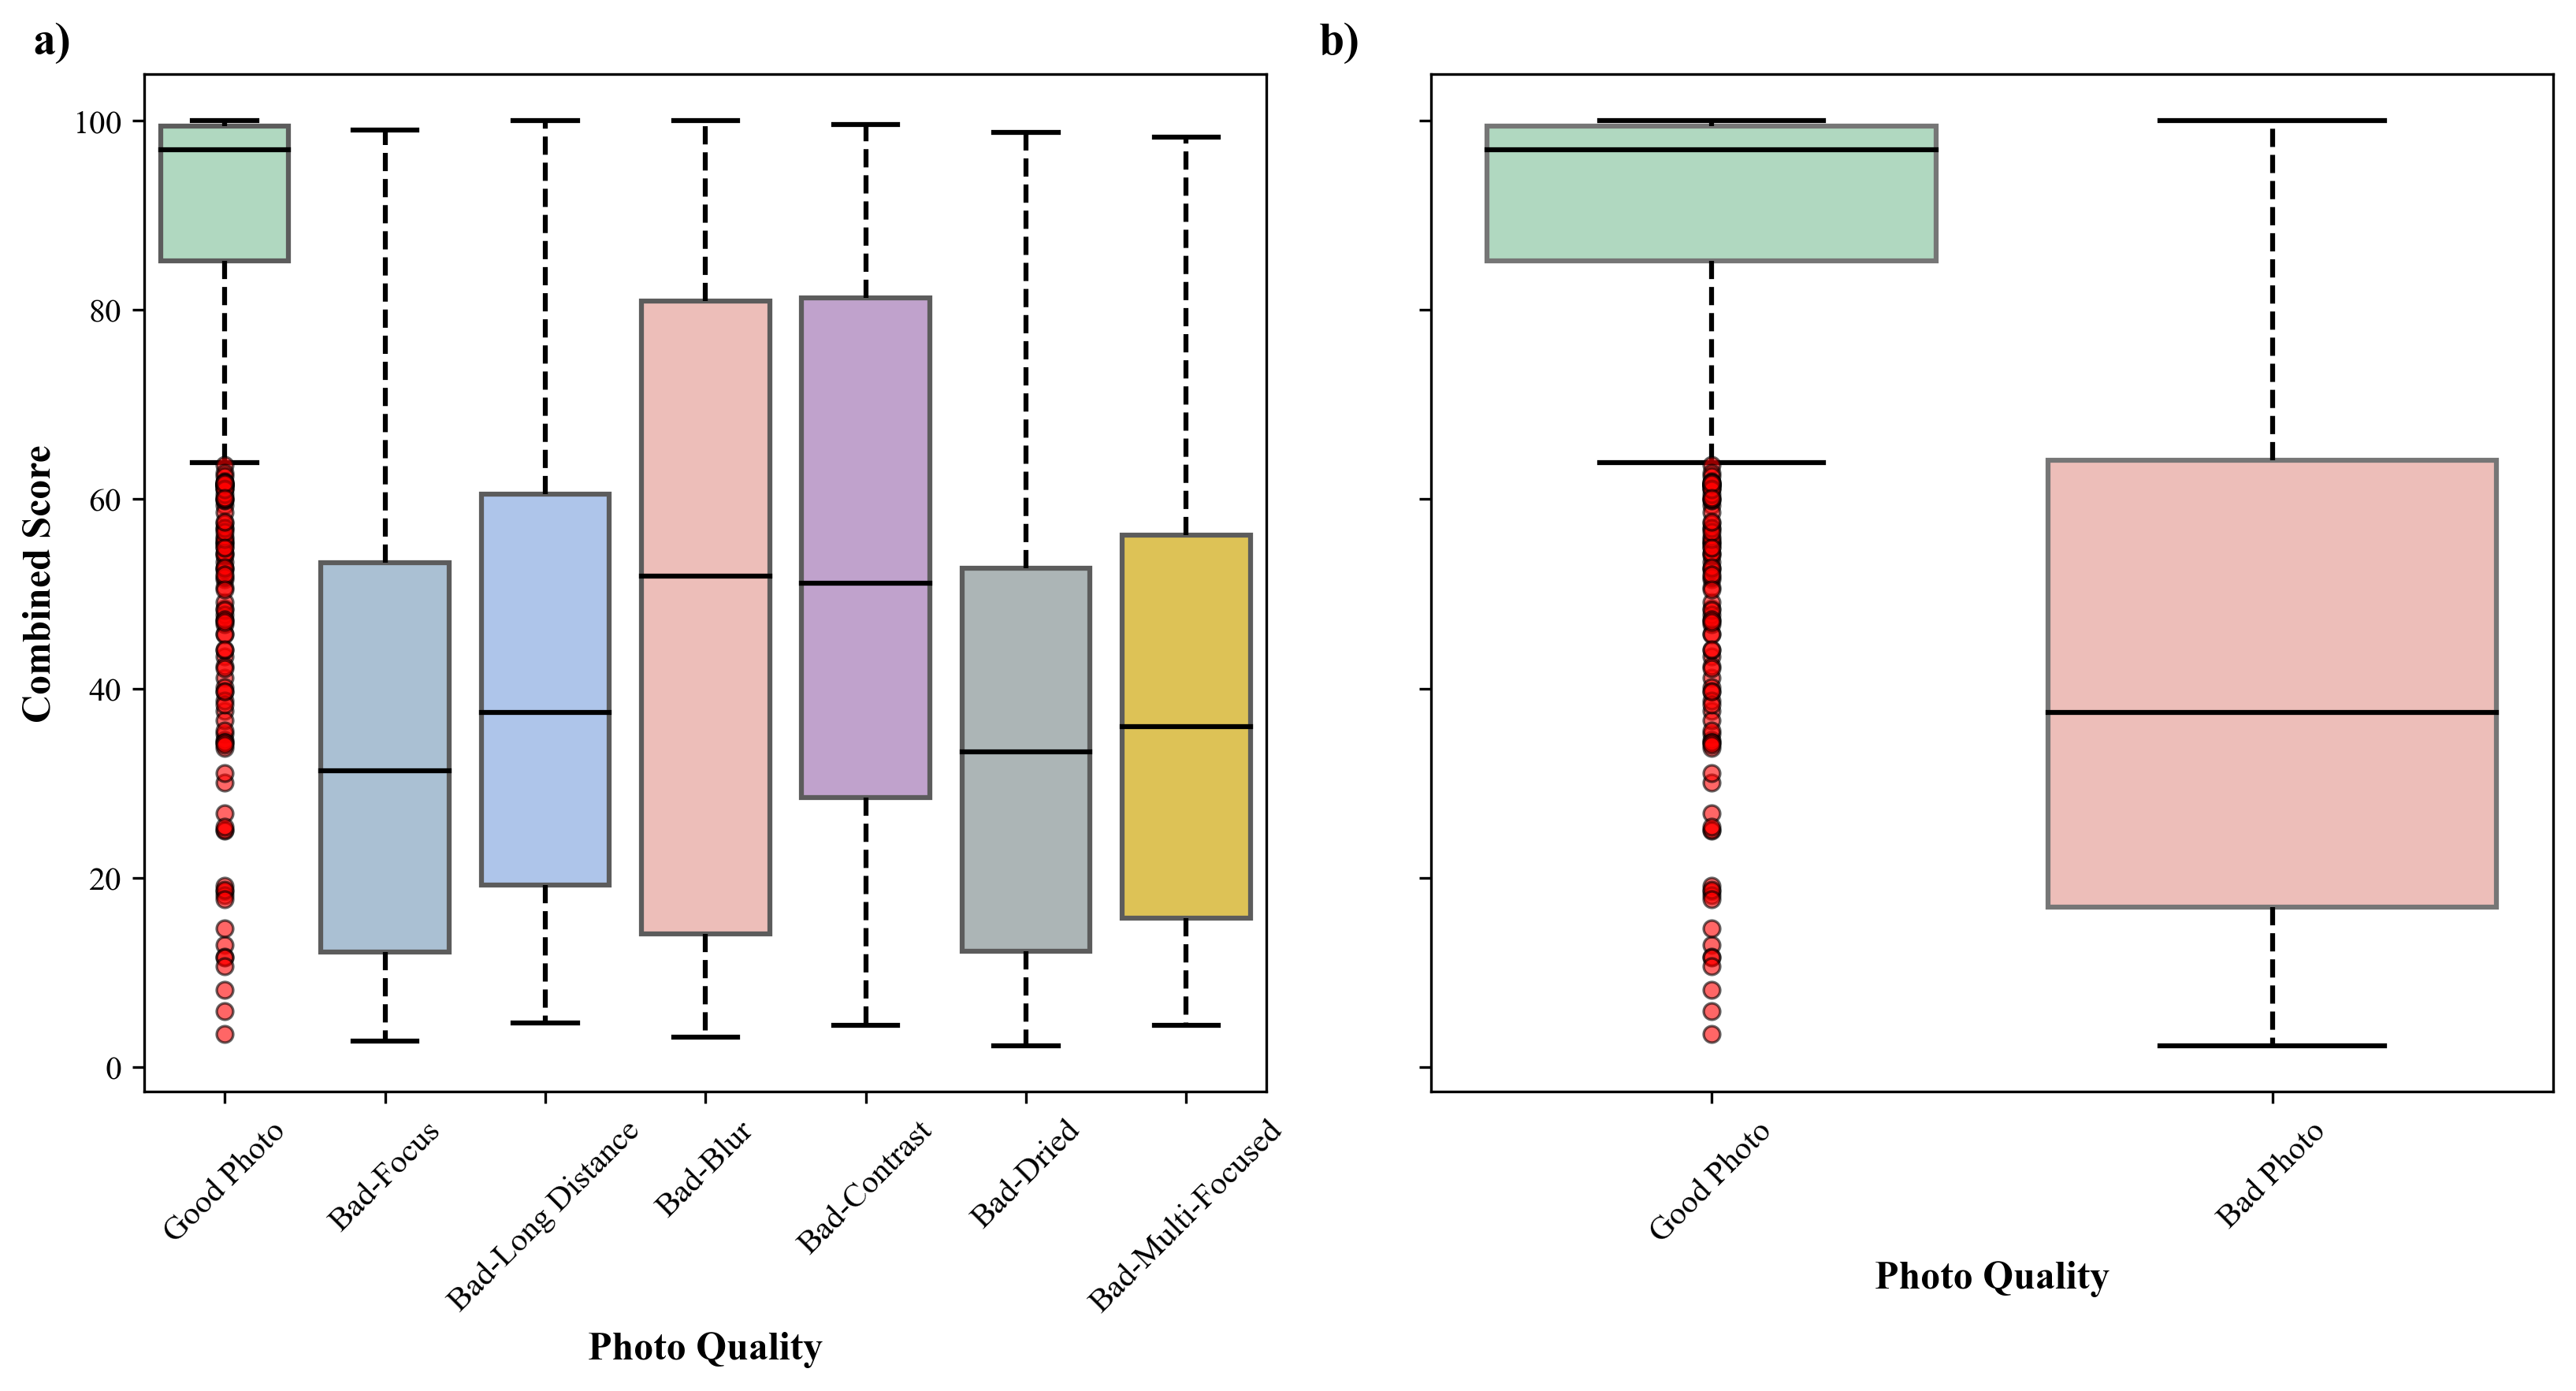 a)
b)
Combined Score
100
80
60
40
20
0
Good Photo
Bad-Focus
Bad-Long Distance
Bad-Blur
Bad-Contrast
Bad-Dried
Bad-Multi-Focused
Photo Quality
Good Photo
Bad Photo
Photo Quality